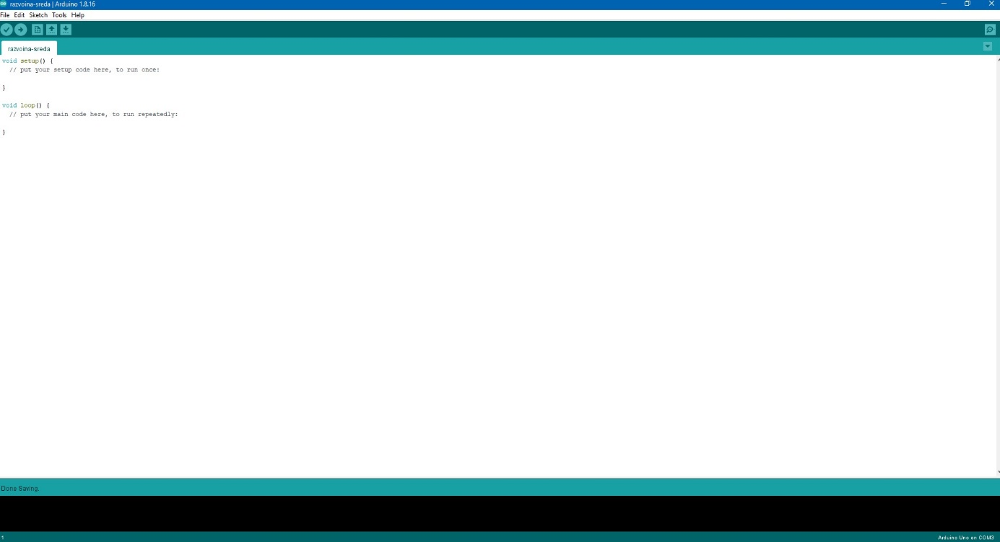 razvoina-sreda | Arduino 1.8.16
File Edit Sketch Tools Help
razvoina-sreda
void setup() {
  // put your setup code here, to run once:
}
void loop() {
  // put your main code here, to run repeatedly:
}
Done Saving.
1
Arduino Uno on COM3